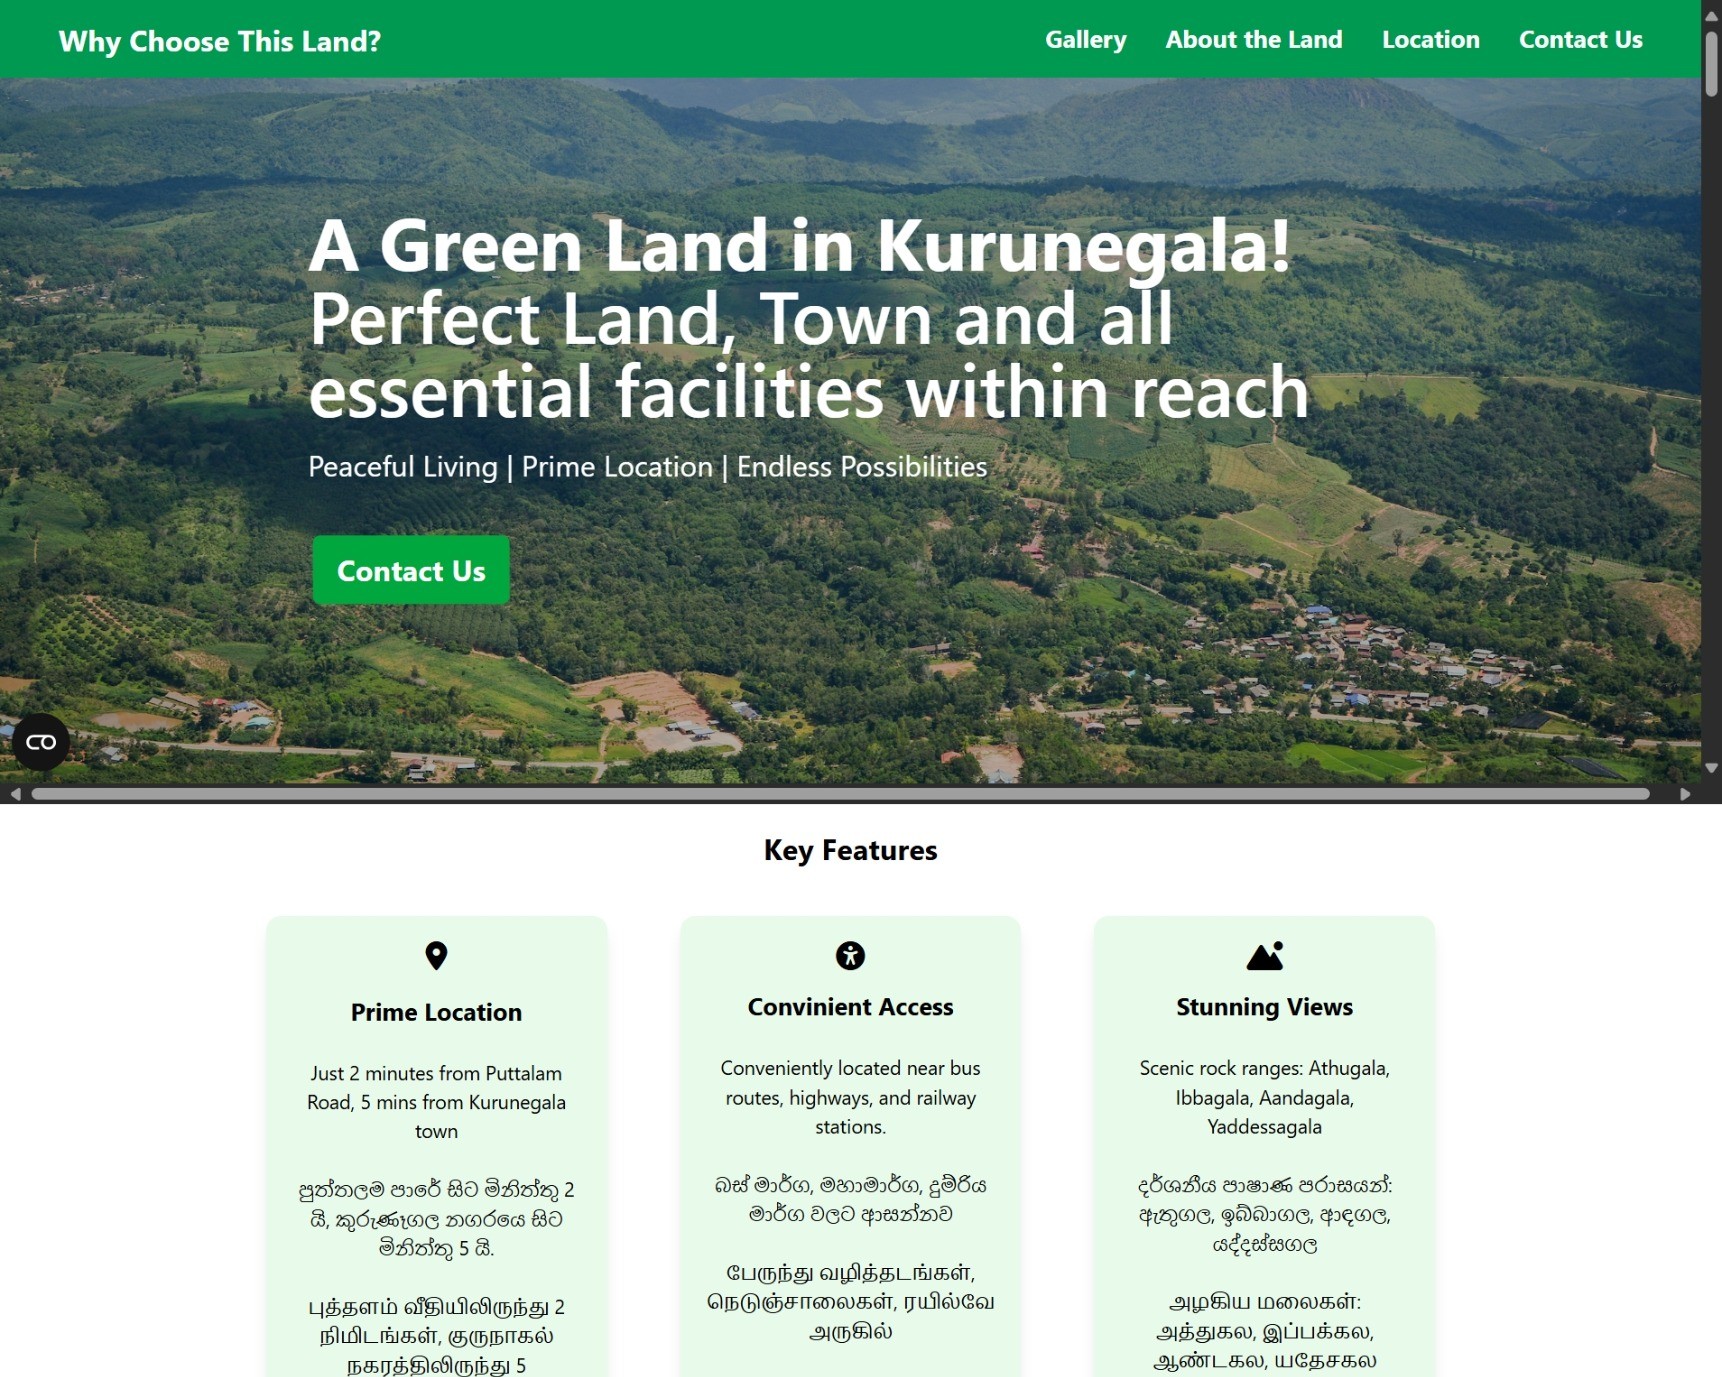 Why Choose This Land?
Gallery
About the Land
Location
Contact Us
A Green Land in Kurunegala!
Perfect Land, Town and all
essential facilities within reach
Peaceful Living | Prime Location | Endless Possibilities
Contact Us
Key Features
Prime Location
Just 2 minutes from Puttalam
Road, 5 mins from Kurunegala
town
පුත්තලම පාරේ සිට මිනිත්තු 2
යි, කුරුණෑගල නගරයෙ සිට
මිනිත්තු 5 යි.
புத்தளம் வீதியிலிருந்து 2
நிமிடங்கள், குருநாகல்
நகரத்திலிருந்து 5
Convinient Access
Conveniently located near bus
routes, highways, and railway
stations.
බස් මාර්ග, මහාමාර්ග, දුම්රිය
මාර්ග වලට ආසන්නව
பேருந்து வழித்தடங்கள்,
நெடுஞ்சாலைகள், ரயில்வே
அருகில்
Stunning Views
Scenic rock ranges: Athugala,
Ibbagala, Aandagala,
Yaddessagala
දර්ශනීය පාෂාණ පරාසයන්:
ඇතුගල, ඉබ්බාගල, ආඳගල,
යද්දස්සගල
அழகிய மலைகள்:
அத்துகல, இப்பக்கல,
ஆண்டகல, யதேசகல